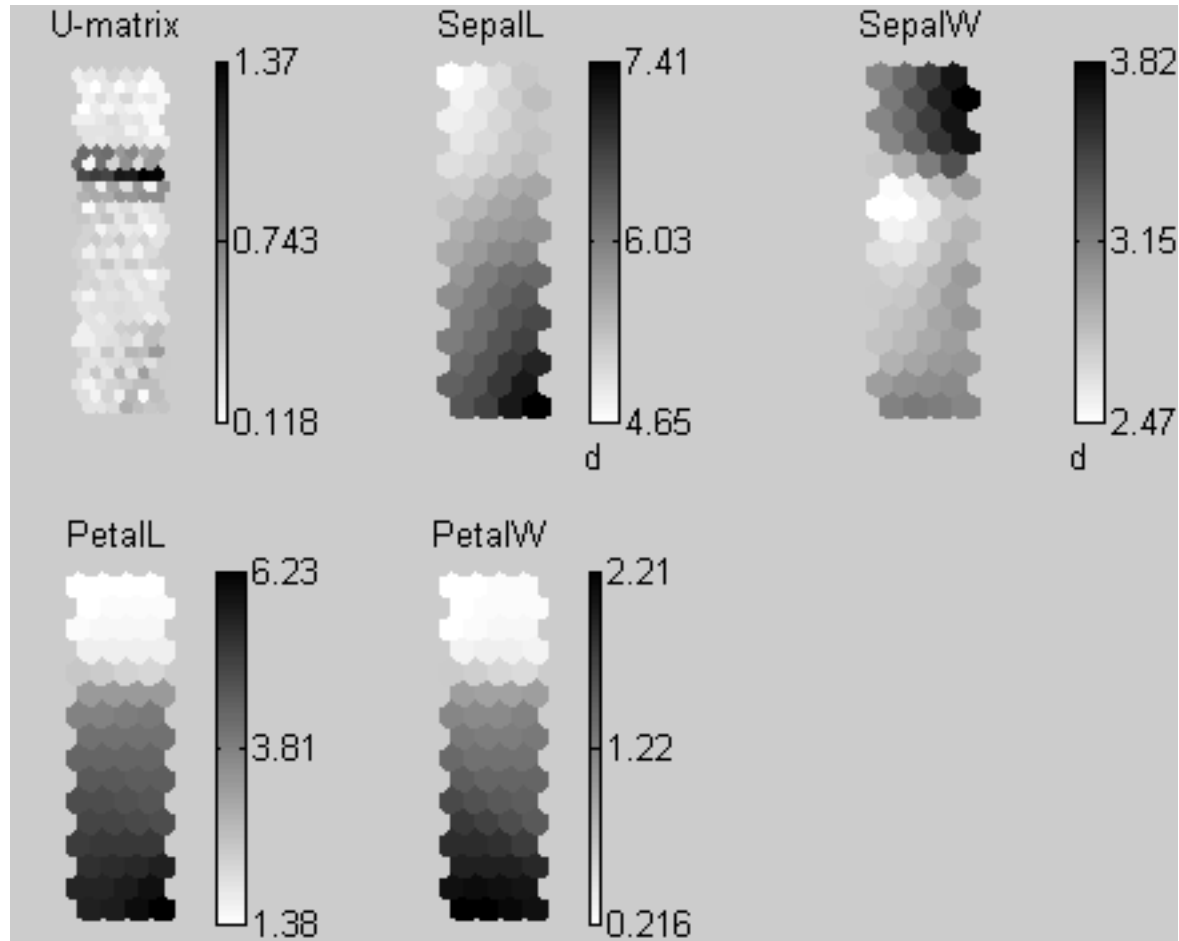 U-matrix
1.37
0.743
0.118
SepalL
7.41
6.03
4.65
d
SepalW
3.82
3.15
2.47
d
PetalL
6.23
3.81
1.38
PetalW
2.21
1.22
0.216